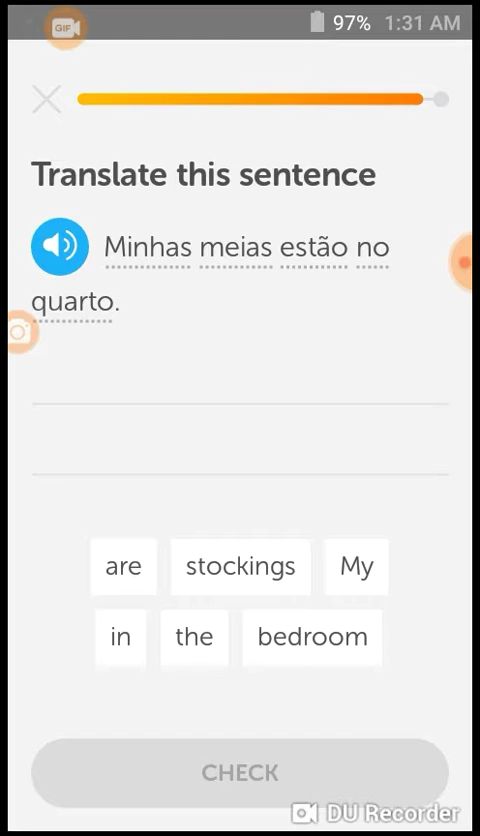 GIF 97% 1:31 AM
Translate this sentence
Minhas meias estão no
quarto.
are stockings My
in the bedroom
CHECK
DU Recorder